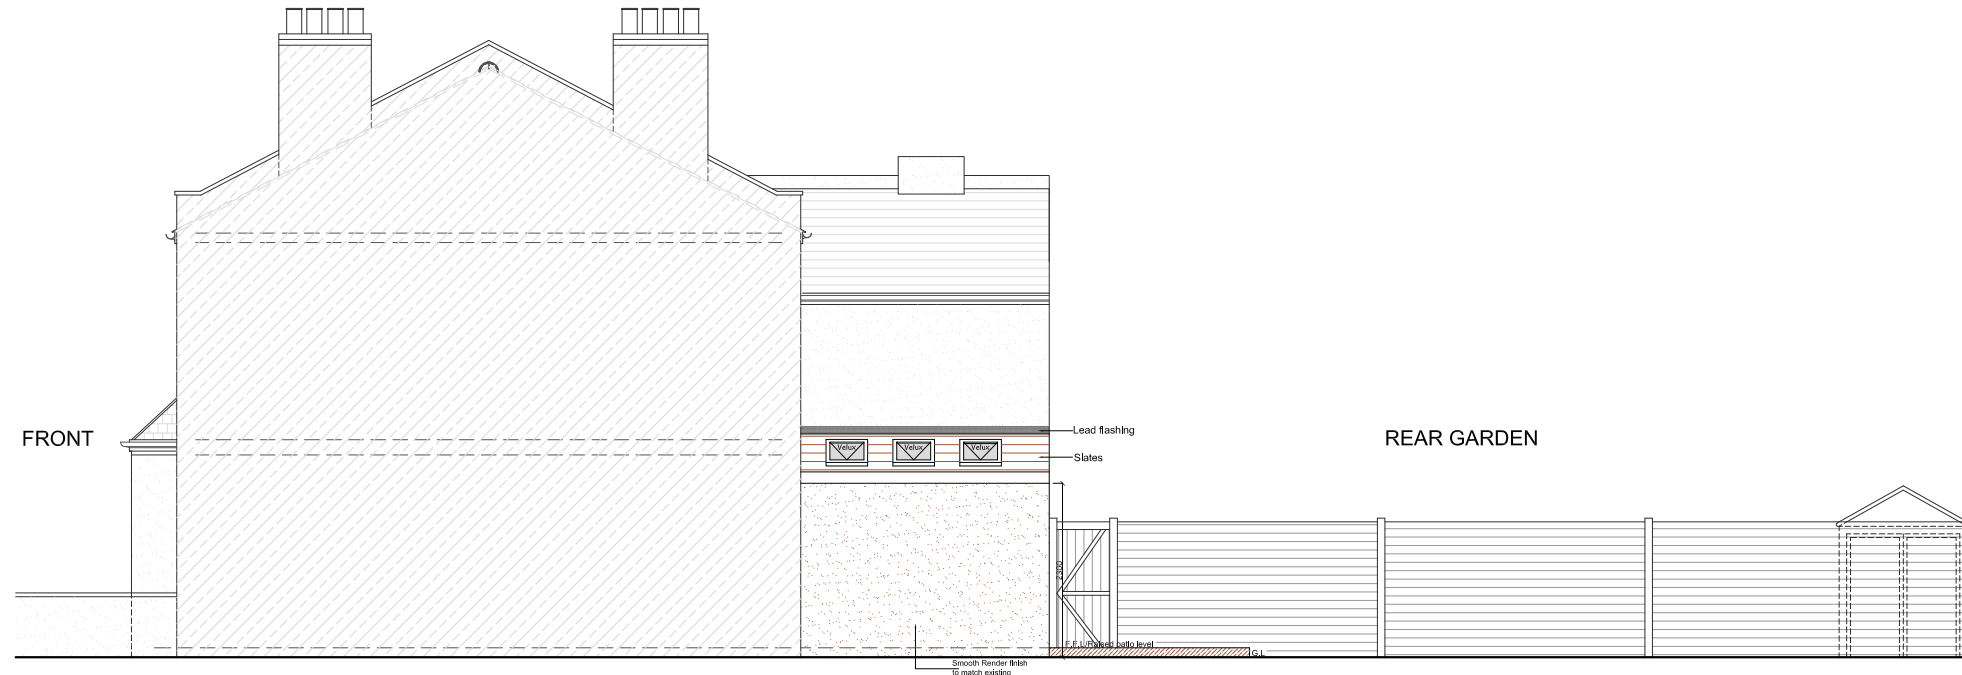 Lead flashing
FRONT
REAR GARDEN
Velux Velux Velux
Slates
2300
F.F.L/Raised patio level
G.L
Smooth Render finish
to match existing